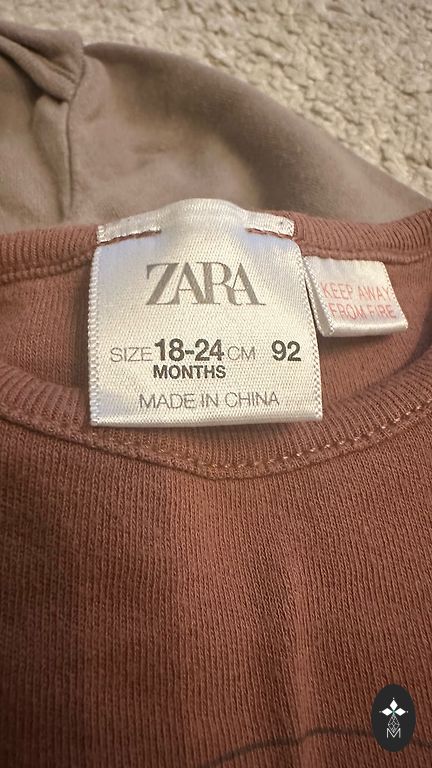 ZARA
SIZE 18-24 CM 92
MONTHS
MADE IN CHINA
KEEP AWAY
FROM FIRE